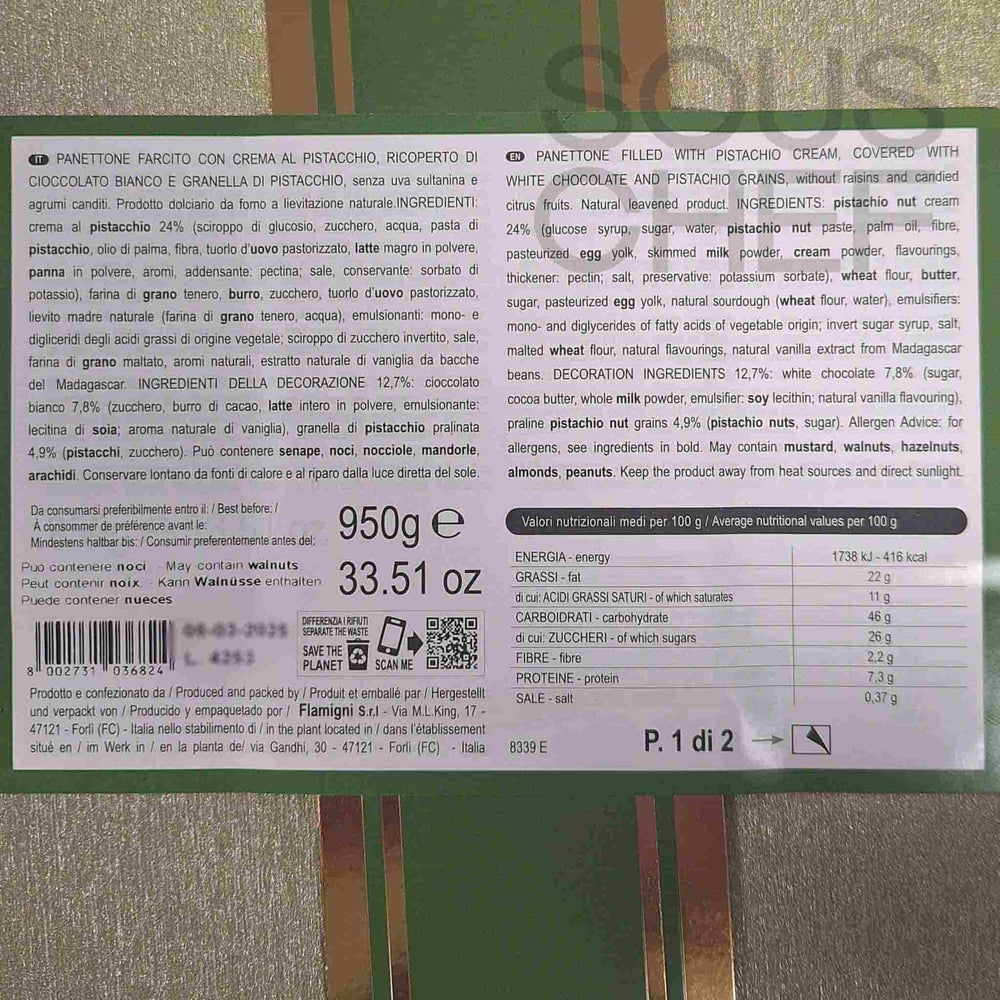 SOUS
CHEF
IT PANETTONE FARCITO CON CREMA AL PISTACCHIO, RICOPERTO DI
CIOCCOLATO BIANCO E GRANELLA DI PISTACCHIO, senza uva sultanina e
agrumi canditi. Prodotto dolciario da forno a lievitazione naturale.INGREDIENTI:
crema al pistacchio 24% (sciroppo di glucosio, zucchero, acqua, pasta di
pistacchio, olio di palma, fibra, tuorlo d'uovo pastorizzato, latte magro in polvere,
panna in polvere, aromi, addensante: pectina; sale, conservante: sorbato di
potassio), farina di grano tenero, burro, zucchero, tuorlo d'uovo pastorizzato,
lievito madre naturale (farina di grano tenero, acqua), emulsionanti: mono- e
digliceridi degli acidi grassi di origine vegetale; sciroppo di zucchero invertito, sale,
farina di grano maltato, aromi naturali, estratto naturale di vaniglia da bacche
del Madagascar. INGREDIENTI DELLA DECORAZIONE 12,7%: cioccolato
bianco 7,8% (zucchero, burro di cacao, latte intero in polvere, emulsionante:
lecitina di soia; aroma naturale di vaniglia), granella di pistacchio pralinata
4,9% (pistacchi, zucchero). Può contenere senape, noci, nocciole, mandorle,
arachidi. Conservare lontano da fonti di calore e al riparo dalla luce diretta del sole.
EN PANETTONE FILLED WITH PISTACHIO CREAM, COVERED WITH
WHITE CHOCOLATE AND PISTACHIO GRAINS, without raisins and candied
citrus fruits. Natural leavened product. INGREDIENTS: pistachio nut cream
24% (glucose syrup, sugar, water, pistachio nut paste, palm oil, fibre,
pasteurized egg yolk, skimmed milk powder, cream powder, flavourings,
thickener: pectin; salt, preservative: potassium sorbate), wheat flour, butter,
sugar, pasteurized egg yolk, natural sourdough (wheat flour, water), emulsifiers:
mono- and diglycerides of fatty acids of vegetable origin; invert sugar syrup, salt,
malted wheat flour, natural flavourings, natural vanilla extract from Madagascar
beans. DECORATION INGREDIENTS 12,7%: white chocolate 7,8% (sugar,
cocoa butter, whole milk powder, emulsifier: soy lecithin; natural vanilla flavouring),
praline pistachio nut grains 4,9% (pistachio nuts, sugar). Allergen Advice: for
allergens, see ingredients in bold. May contain mustard, walnuts, hazelnuts,
almonds, peanuts. Keep the product away from heat sources and direct sunlight.
Da consumarsi preferibilmente entro il: / Best before: /
À consommer de préférence avant le:
Mindestens haltbar bis: / Consumir preferentemente antes del:
950g e
33.51 oz
Puo contenere noci · May contain walnuts
Peut contenir noix · Kann Walnüsse enthalten
Puede contener nueces
8 002731 036824
08-03-2025
L. 4253
DIFFERENZIA I RIFIUTI
SEPARATE THE WASTE
SAVE THE
PLANET
SCAN ME
Prodotto e confezionato da / Produced and packed by / Produit et emballé par / Hergestellt
und verpackt von / Producido y empaquetado por / Flamigni S.r.l - Via M.L.King, 17 -
47121 - Forlì (FC) - Italia nello stabilimento di / in the plant located in / dans l'établissement
situé en / im Werk in / en la planta de/ via Gandhi, 30 - 47121 - Forlì (FC) - Italia
Valori nutrizionali medi per 100 g / Average nutritional values per 100 g
ENERGIA - energy 1738 kJ - 416 kcal
GRASSI - fat 22 g
di cui: ACIDI GRASSI SATURI - of which saturates 11 g
CARBOIDRATI - carbohydrate 46 g
di cui: ZUCCHERI - of which sugars 26 g
FIBRE - fibre 2,2 g
PROTEINE - protein 7,3 g
SALE - salt 0,37 g
8339 E
P. 1 di 2